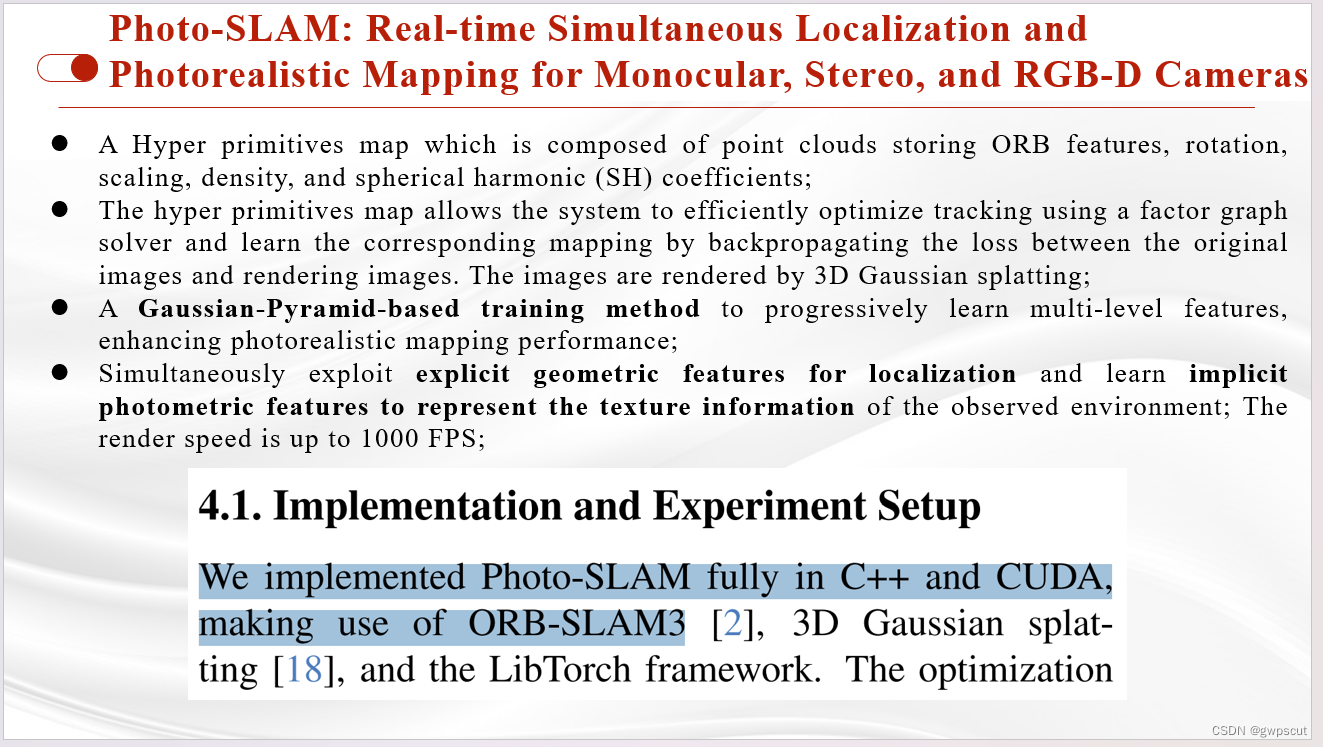 Photo-SLAM: Real-time Simultaneous Localization and
Photorealistic Mapping for Monocular, Stereo, and RGB-D Cameras
● A Hyper primitives map which is composed of point clouds storing ORB features, rotation,
scaling, density, and spherical harmonic (SH) coefficients;
● The hyper primitives map allows the system to efficiently optimize tracking using a factor graph
solver and learn the corresponding mapping by backpropagating the loss between the original
images and rendering images. The images are rendered by 3D Gaussian splatting;
● A Gaussian-Pyramid-based training method to progressively learn multi-level features,
enhancing photorealistic mapping performance;
● Simultaneously exploit explicit geometric features for localization and learn implicit
photometric features to represent the texture information of the observed environment; The
render speed is up to 1000 FPS;
4.1. Implementation and Experiment Setup
We implemented Photo-SLAM fully in C++ and CUDA,
making use of ORB-SLAM3 [2], 3D Gaussian splat-
ting [18], and the LibTorch framework. The optimization
CSDN @gwpscut